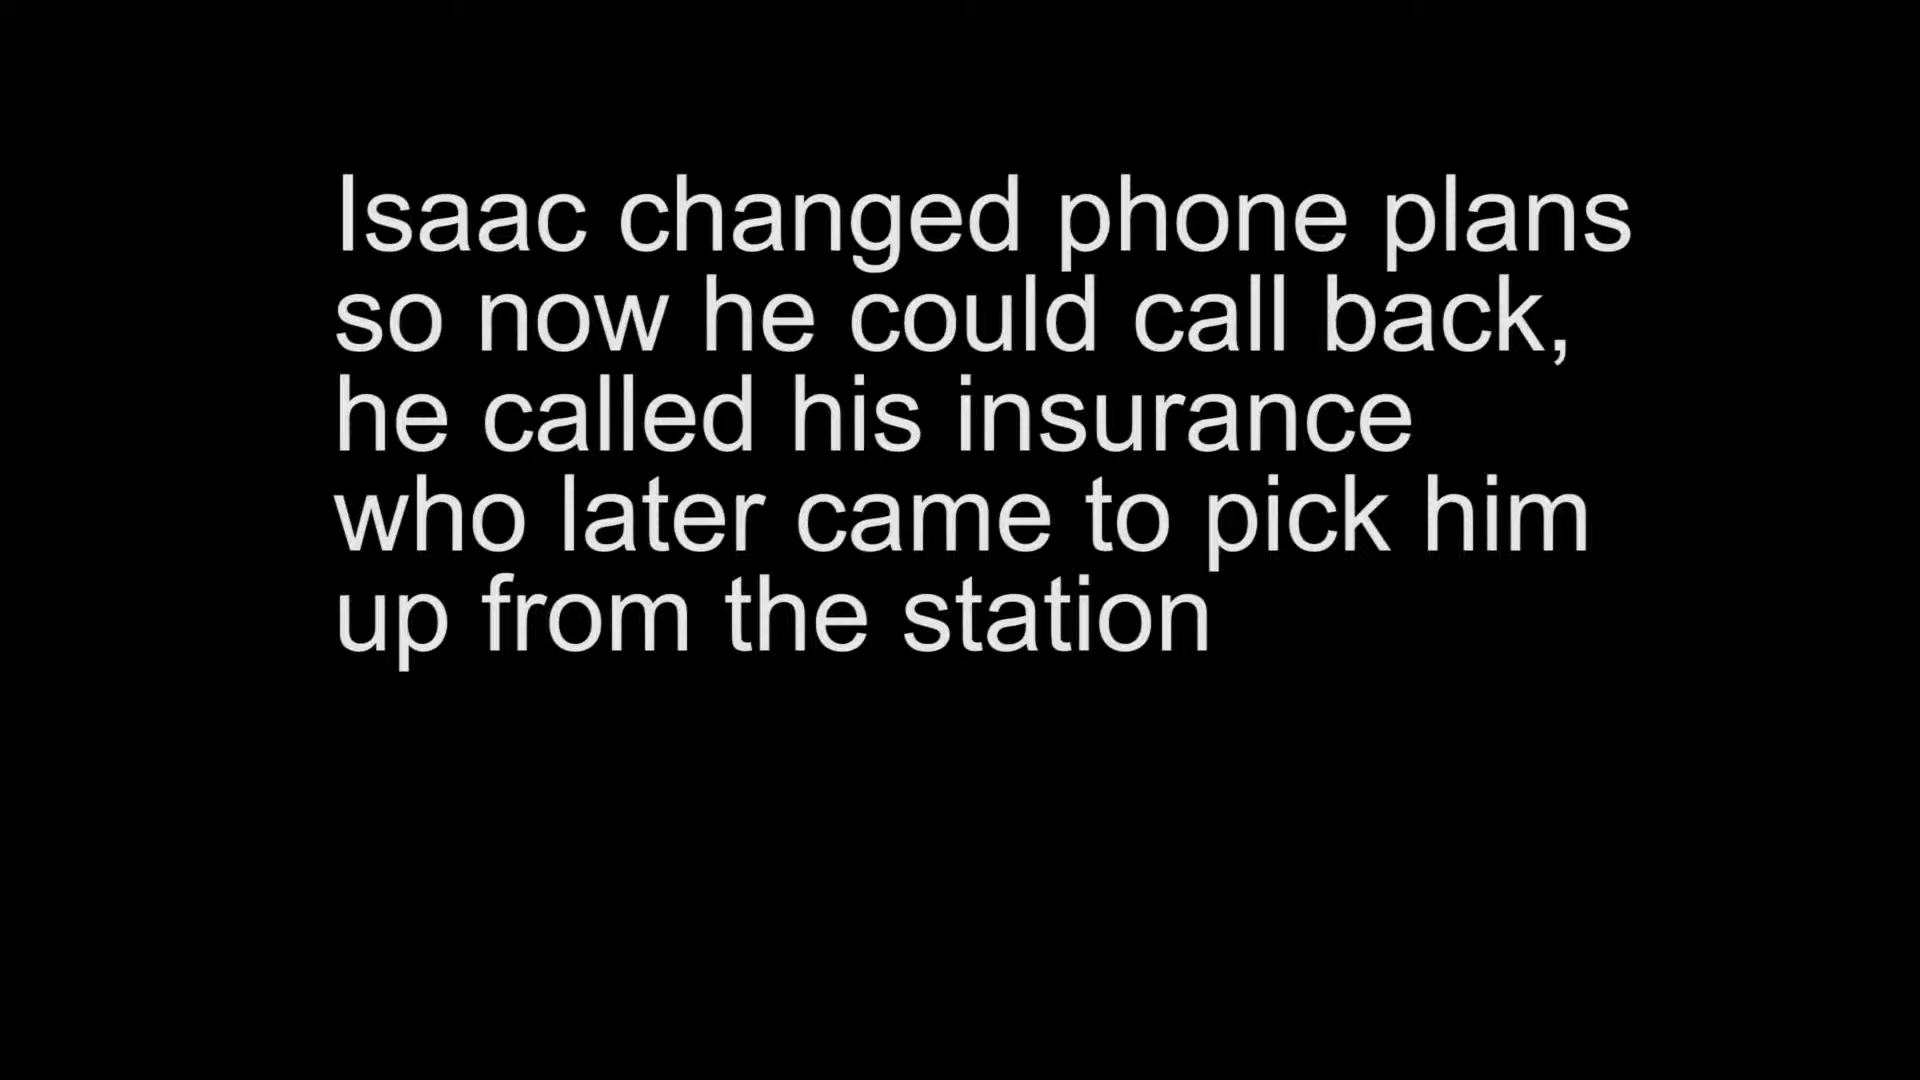 Isaac changed phone plans
so now he could call back,
he called his insurance
who later came to pick him
up from the station